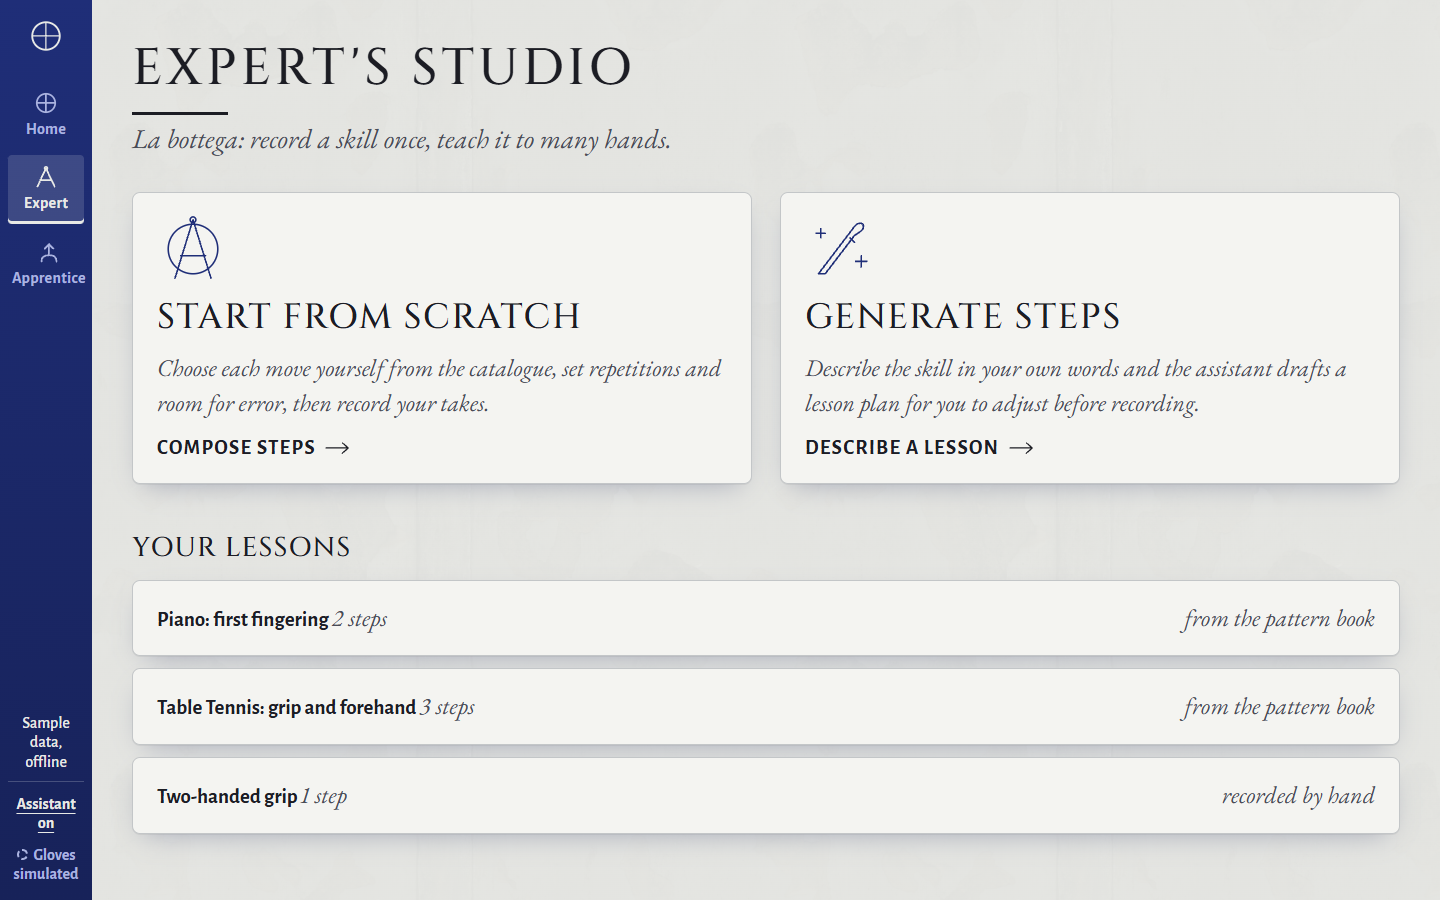 Home
Expert
Apprentice
Sample
data,
offline
Assistant
on
Gloves
simulated
EXPERT'S STUDIO
La bottega: record a skill once, teach it to many hands.
START FROM SCRATCH
Choose each move yourself from the catalogue, set repetitions and
room for error, then record your takes.
COMPOSE STEPS →
GENERATE STEPS
Describe the skill in your own words and the assistant drafts a
lesson plan for you to adjust before recording.
DESCRIBE A LESSON →
YOUR LESSONS
Piano: first fingering 2 steps from the pattern book
Table Tennis: grip and forehand 3 steps from the pattern book
Two-handed grip 1 step recorded by hand